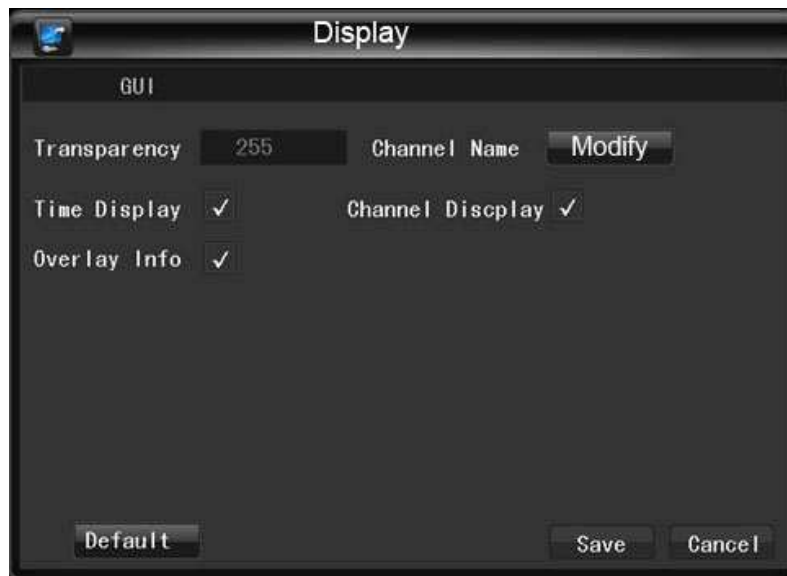 Display
GUI
Transparency 255 Channel Name Modify
Time Display Channel Discplay
Overlay Info
Default Save Cancel